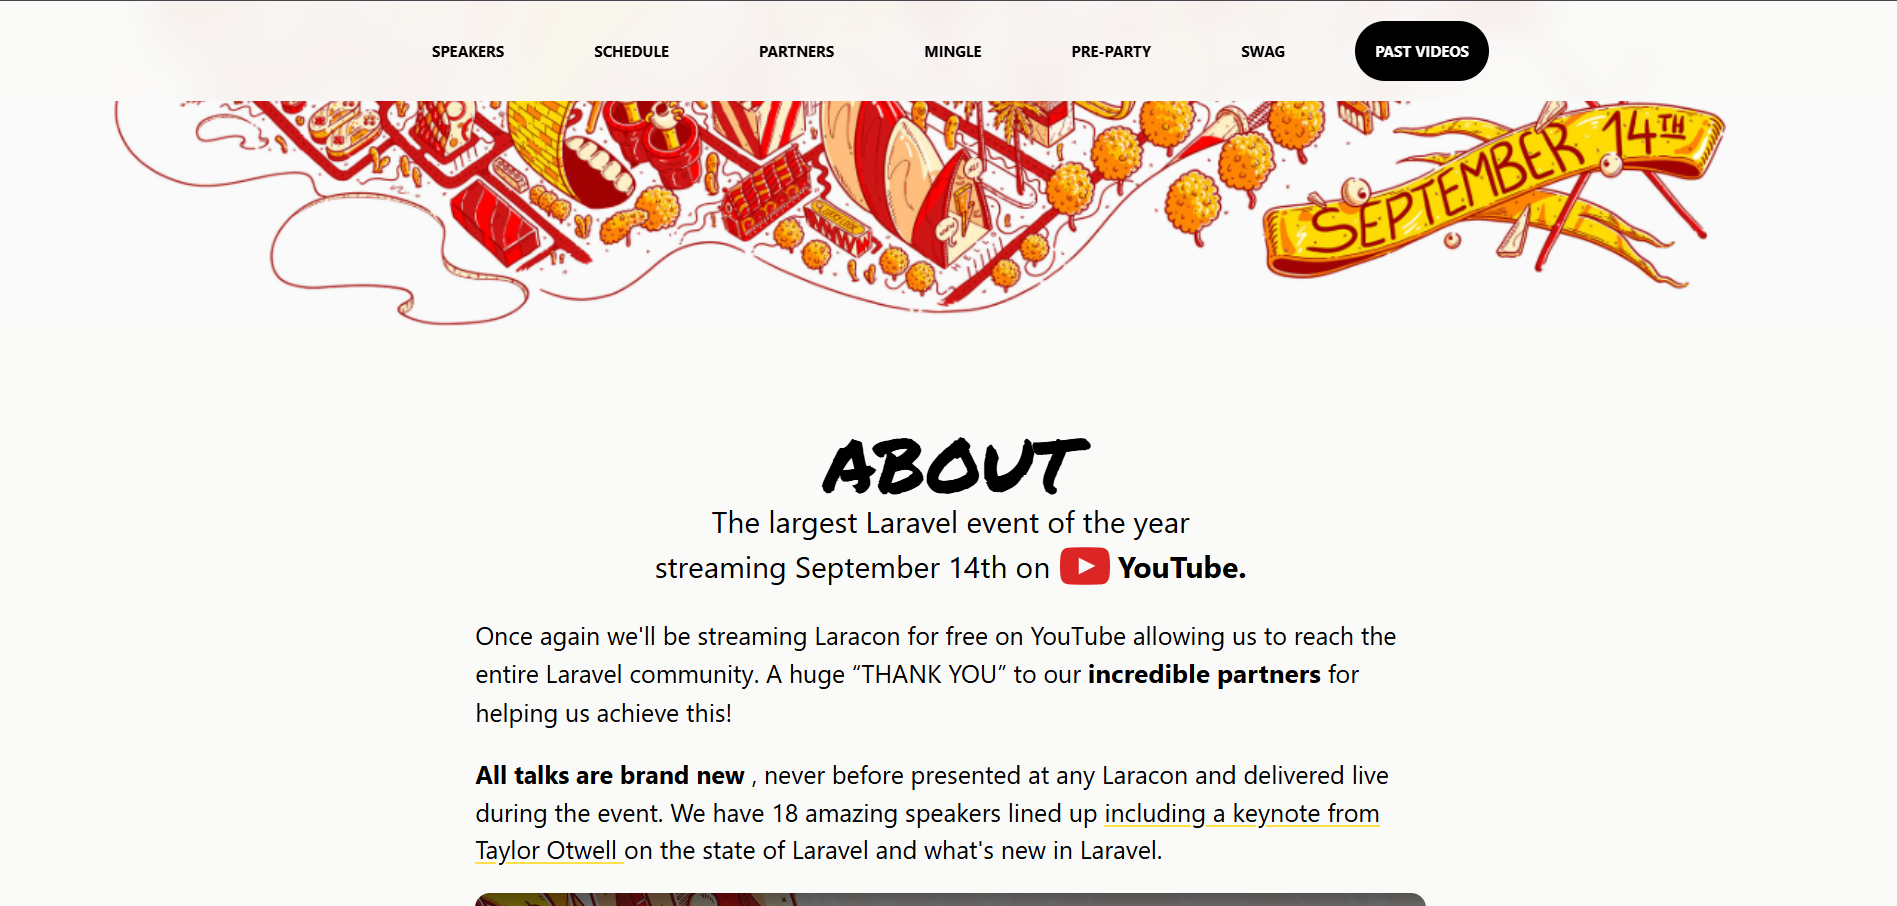 SPEAKERS SCHEDULE PARTNERS MINGLE PRE-PARTY SWAG PAST VIDEOS
SEPTEMBER 14TH
ABOUT
The largest Laravel event of the year
streaming September 14th on YouTube.
Once again we'll be streaming Laracon for free on YouTube allowing us to reach the
entire Laravel community. A huge “THANK YOU” to our incredible partners for
helping us achieve this!
All talks are brand new , never before presented at any Laracon and delivered live
during the event. We have 18 amazing speakers lined up including a keynote from
Taylor Otwell on the state of Laravel and what's new in Laravel.